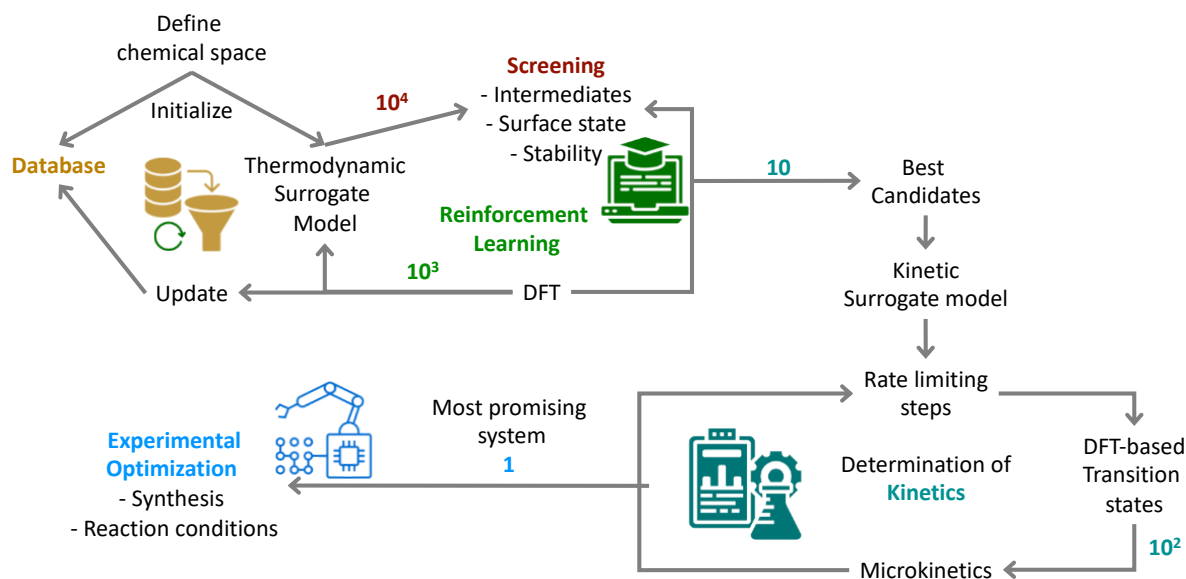 Define
chemical space
Initialize
Database
Thermodynamic
Surrogate
Model
10⁴
Screening
- Intermediates
- Surface state
- Stability
Reinforcement
Learning
10³
Update
DFT
10
Best
Candidates
Kinetic
Surrogate model
Rate limiting
steps
DFT-based
Transition
states
10²
Microkinetics
Determination of
Kinetics
Most promising
system
1
Experimental
Optimization
- Synthesis
- Reaction conditions